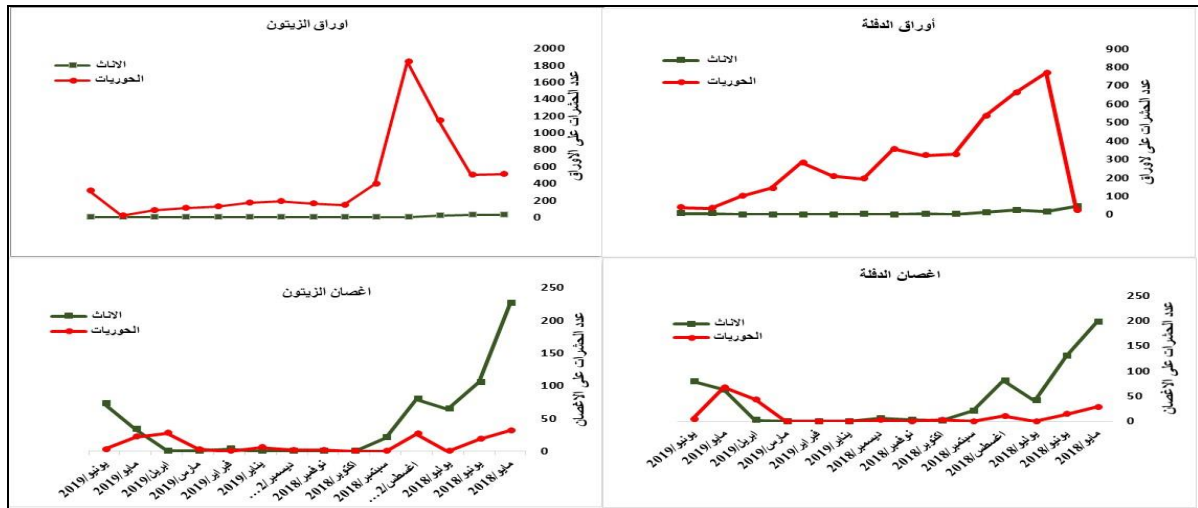 أوراق الدفلة
الاناث
الحوريات
عدد الحشرات على لاوراق
900
800
700
600
500
400
300
200
100
0
اوراق الزيتون
الاناث
الحوريات
عدد الحشرات على الاوراق
2000
1800
1600
1400
1200
1000
800
600
400
200
0
اغصان الدفلة
الاناث
الحوريات
عدد الحشرات على الاغصان
250
200
150
100
50
0
مايو/2018
يونيو/2018
يوليو/2018
اغسطس/2018
سبتمبر/2018
اكتوبر/2018
نوفمبر/2018
ديسمبر/2018
يناير/2019
فبراير/2019
مارس/2019
ابريل/2019
مايو/2019
يونيو/2019
اغصان الزيتون
الاناث
الحوريات
عدد الحشرات على الاغصان
250
200
150
100
50
0
مايو/2018
يونيو/2018
يوليو/2018
اغسطس/2...
سبتمبر/2018
اكتوبر/2018
نوفمبر/2018
ديسمبر/2...
يناير/2019
فبراير/2019
مارس/2019
ابريل/2019
مايو/2019
يونيو/2019